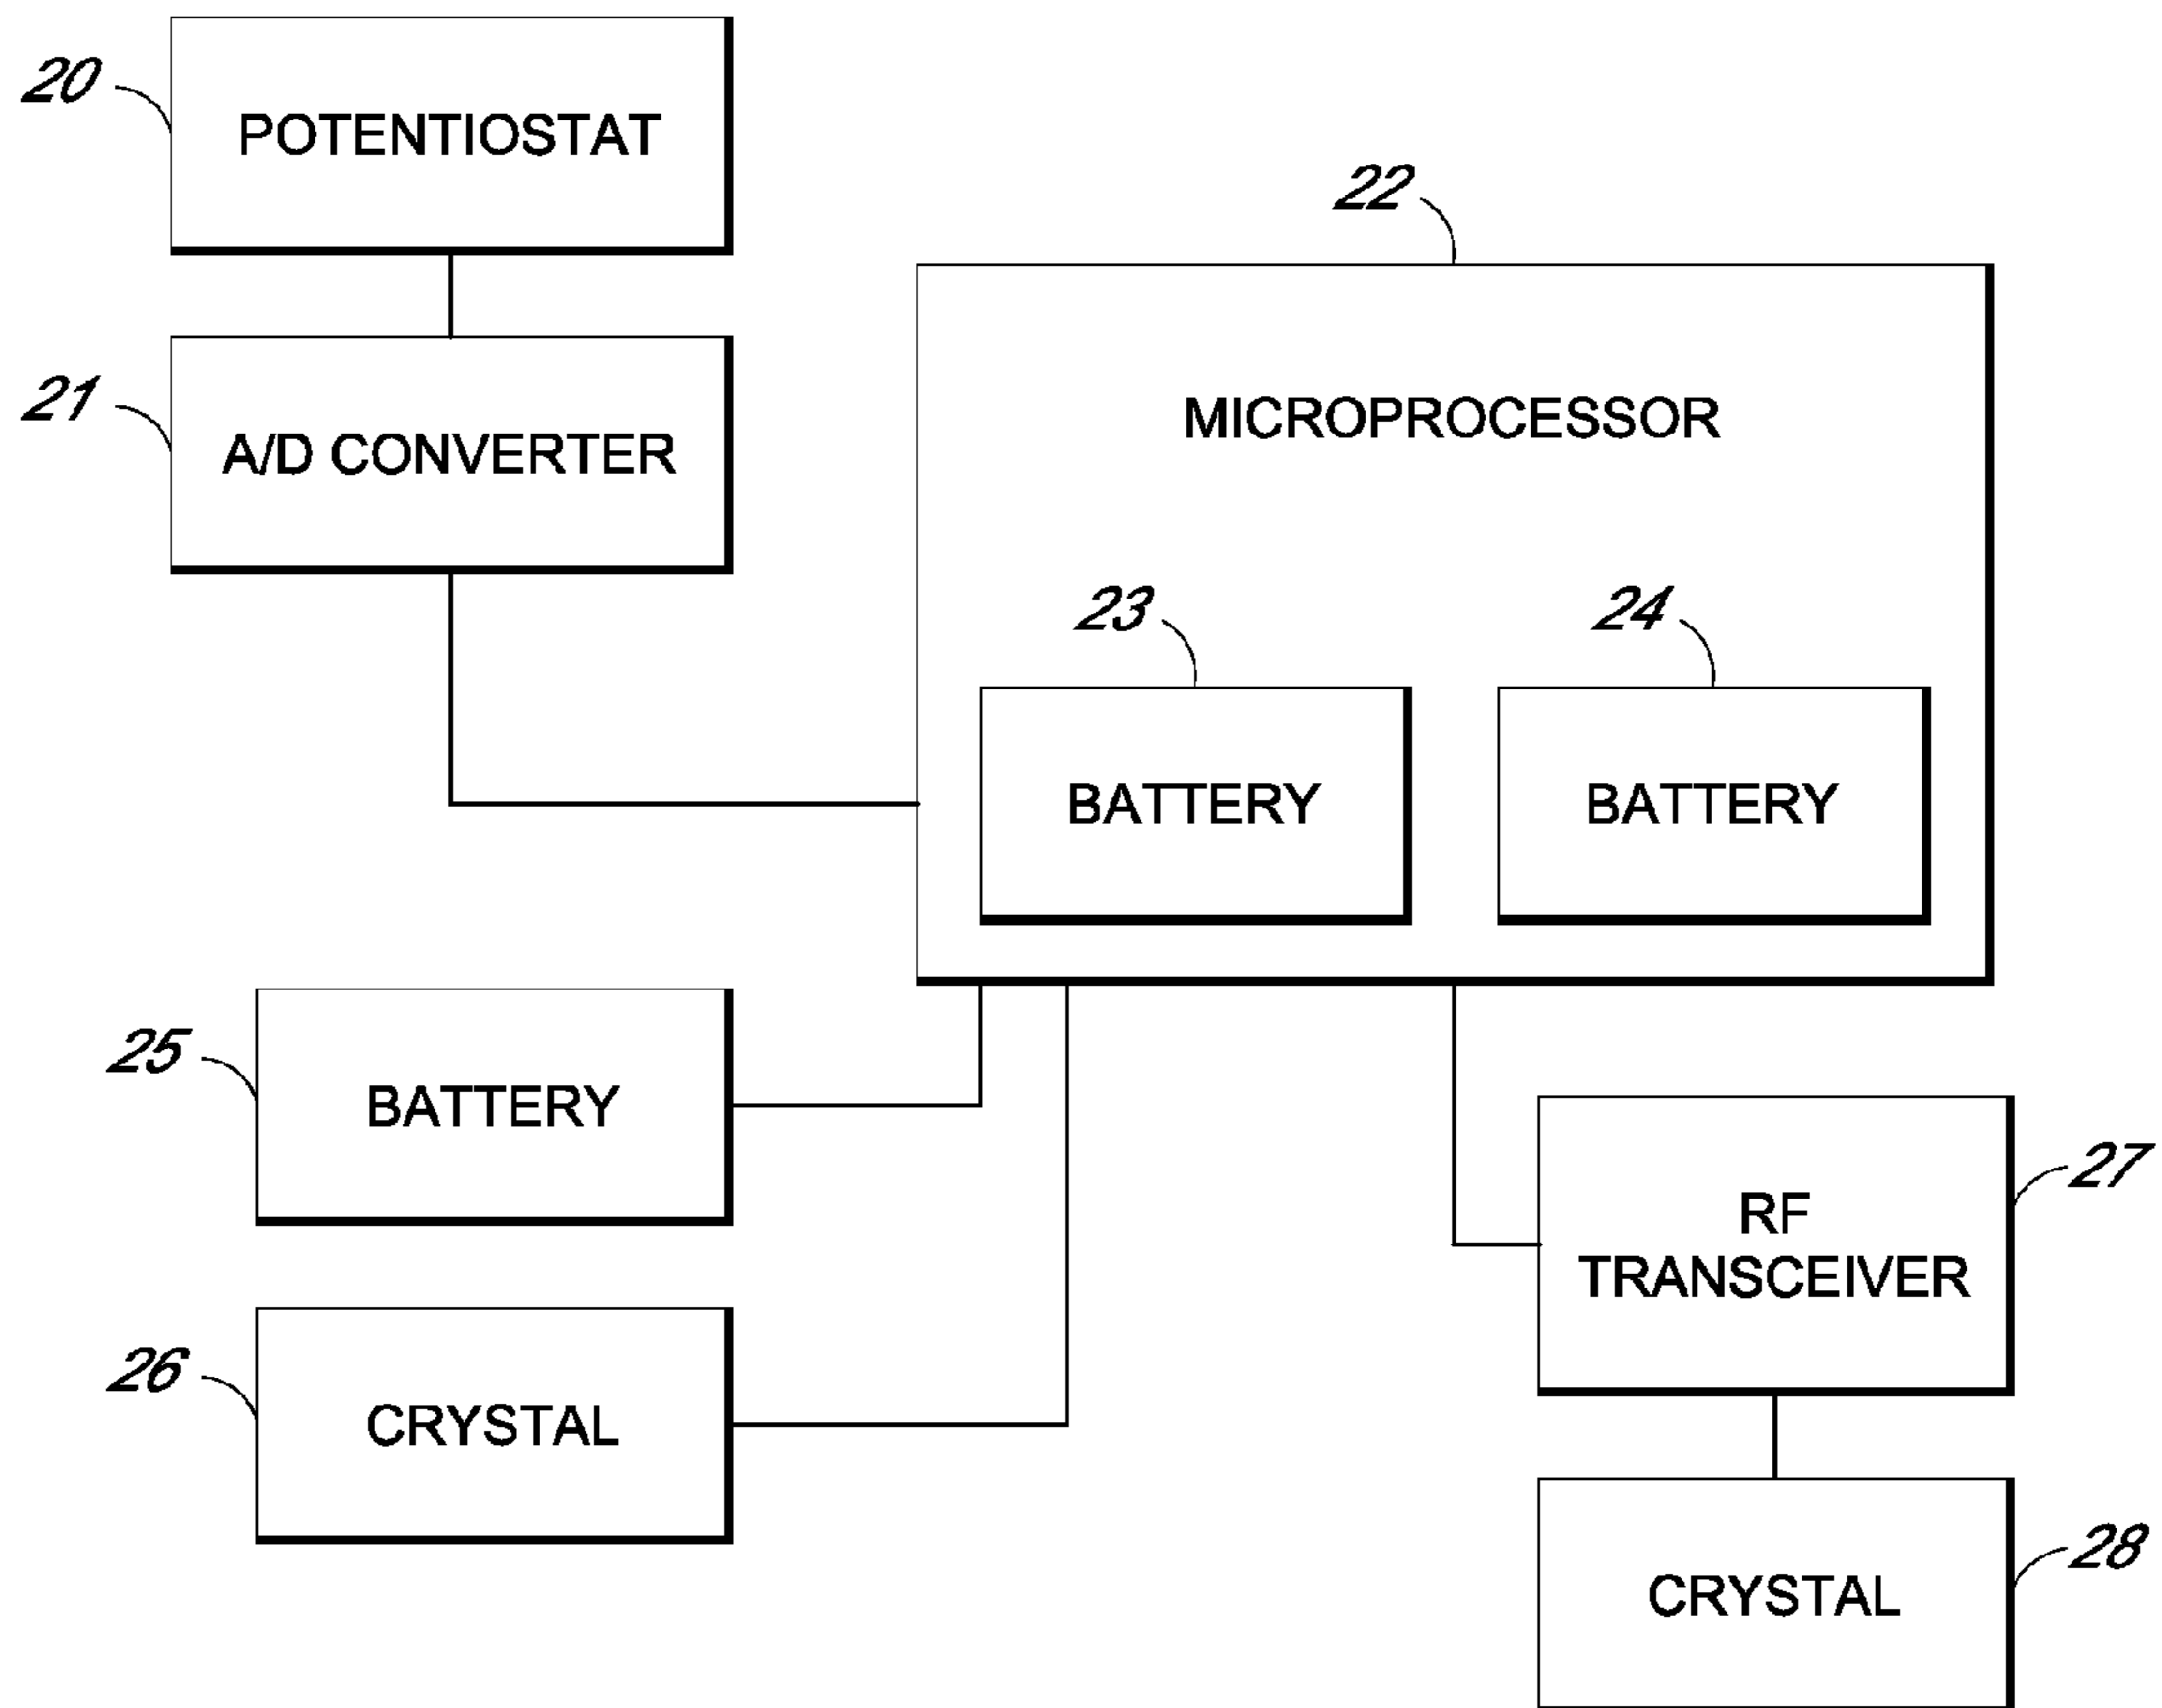 20
POTENTIOSTAT
21
A/D CONVERTER
22
MICROPROCESSOR
23
BATTERY
24
BATTERY
25
BATTERY
26
CRYSTAL
27
RF
TRANSCEIVER
28
CRYSTAL